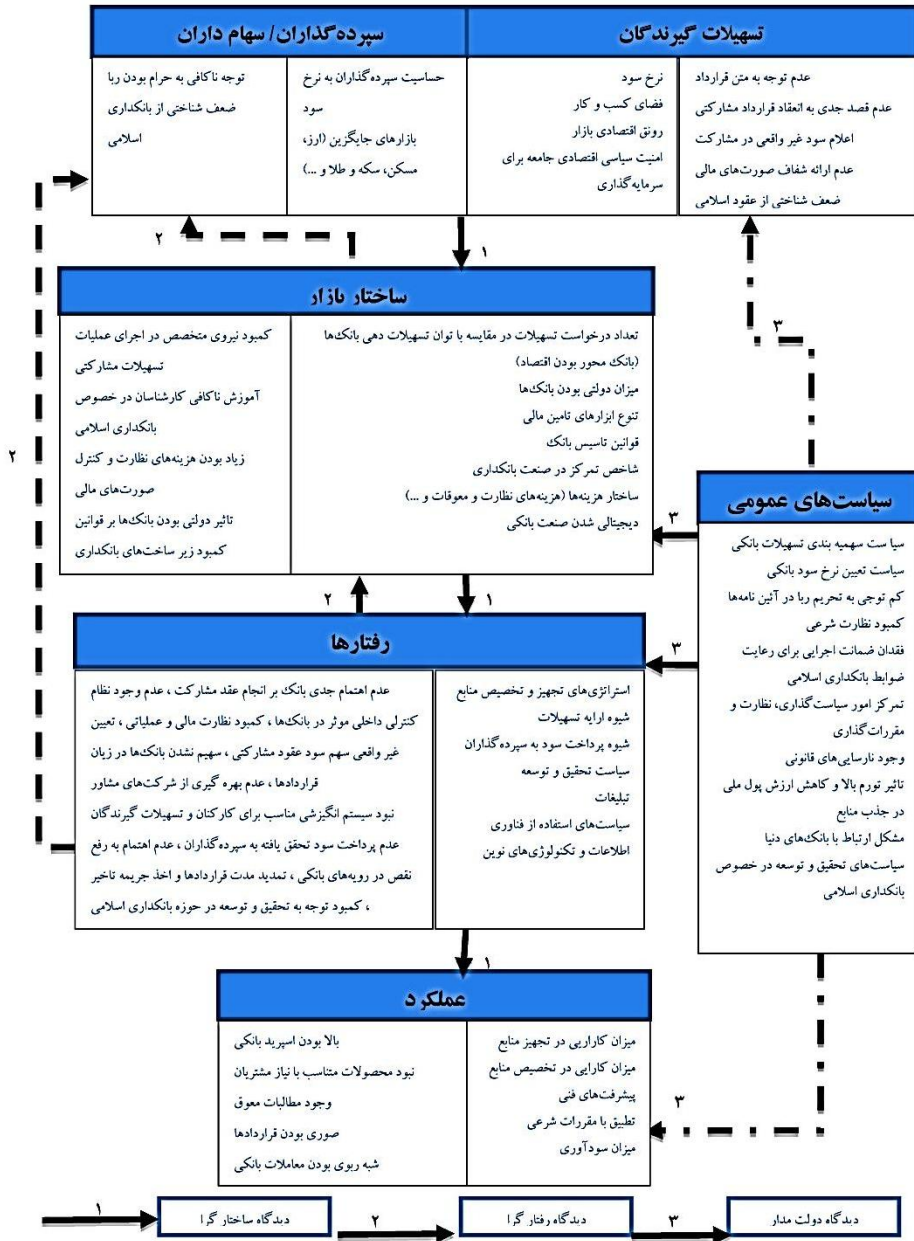 تسهیلات گیرندگان
عدم توجه به متن قرارداد
عدم قصد جدی به انعقاد قرارداد مشارکتی
اعلام سود غیر واقعی در مشارکت
عدم ارائه شفاف صورت‌های مالی
ضعف شناختی از عقود اسلامی
نرخ سود
فضای کسب و کار
رونق اقتصادی بازار
امنیت سیاسی اقتصادی جامعه برای
سرمایه‌گذاری
سپرده‌گذاران/ سهام داران
حساسیت سپرده‌گذاران به نرخ
سود
بازارهای جایگزین (ارز،
مسکن، سکه و طلا و ...)
توجه ناکافی به حرام بودن ربا
ضعف شناختی از بانکداری
اسلامی
۱
۲
۳
۲
ساختار بازار
تعداد درخواست تسهیلات در مقایسه با توان تسهیلات دهی بانک‌ها
(بانک محور بودن اقتصاد)
میزان دولتی بودن بانک‌ها
تنوع ابزارهای تامین مالی
قوانین تاسیس بانک
شاخص تمرکز در صنعت بانکداری
ساختار هزینه‌ها (هزینه‌های نظارت و معوقات و ...)
دیجیتالی شدن صنعت بانکی
کمبود نیروی متخصص در اجرای عملیات
تسهیلات مشارکتی
آموزش ناکافی کارشناسان در خصوص
بانکداری اسلامی
زیاد بودن هزینه‌های نظارت و کنترل
صورت‌های مالی
تاثیر دولتی بودن بانک‌ها بر قوانین
کمبود زیر ساخت‌های بانکداری
سیاست‌های عمومی
سیا ست سهمیه بندی تسهیلات بانکی
سیاست تعیین نرخ سود بانکی
کم توجی به تحریم ربا در آئین نامه‌ها
کمبود نظارت شرعی
فقدان ضمانت اجرایی برای رعایت
ضوابط بانکداری اسلامی
تمرکز امور سیاست‌گذاری، نظارت و
مقررات‌گذاری
وجود نارسایی‌های قانونی
تاثیر تورم بالا و کاهش ارزش پول ملی
در جذب منابع
مشکل ارتباط با بانک‌های دنیا
سیاست‌های تحقیق و توسعه در خصوص
بانکداری اسلامی
۳
۱
۲
۳
رفتارها
استراتژی‌های تجهیز و تخصیص منابع
شیوه ارایه تسهیلات
شیوه پرداخت سود به سپرده‌گذاران
سیاست تحقیق و توسعه
تبلیغات
سیاست‌های استفاده از فناوری
اطلاعات و تکنولوژی‌های نوین
عدم اهتمام جدی بانک بر انجام عقد مشارکت ، عدم وجود نظام
کنترلی داخلی موثر در بانک‌ها ، کمبود نظارت مالی و عملیاتی ، تعیین
غیر واقعی سهم سود عقود مشارکتی ، سهیم نشدن بانک‌ها در زیان
قراردادها ، عدم بهره گیری از شرکت‌های مشاور
نبود سیستم انگیزشی مناسب برای کارکنان و تسهیلات گیرندگان
عدم پرداخت سود تحقق یافته به سپرده‌گذاران ، عدم اهتمام به رفع
نقص در رویه‌های بانکی ، تمدید مدت قراردادها و اخذ جریمه تاخیر
، کمبود توجه به تحقیق و توسعه در حوزه بانکداری اسلامی
۱
عملکرد
میزان کارایی در تجهیز منابع
میزان کارایی در تخصیص منابع
پیشرفت‌های فنی
تطبیق با مقررات شرعی
میزان سودآوری
بالا بودن اسپرید بانکی
نبود محصولات متناسب با نیاز مشتریان
وجود مطالبات معوق
صوری بودن قراردادها
شبه ربوی بودن معاملات بانکی
۳
دیدگاه دولت مدار
۳
دیدگاه رفتار گرا
۲
دیدگاه ساختار گرا
۱